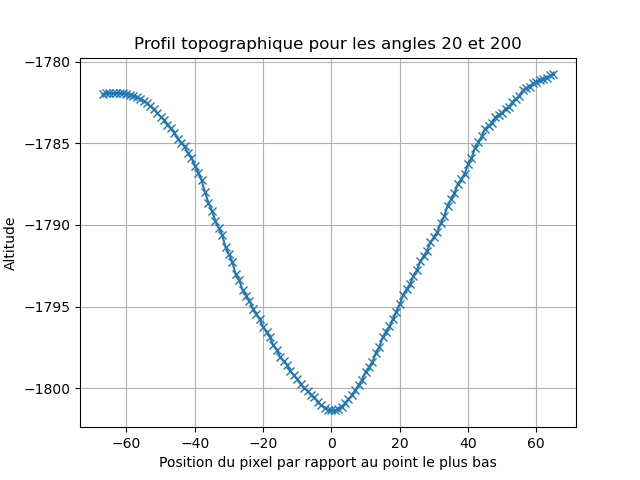 Profil topographique pour les angles 20 et 200
−1780
−1785
−1790
−1795
−1800
Altitude
−60 −40 −20 0 20 40 60
Position du pixel par rapport au point le plus bas